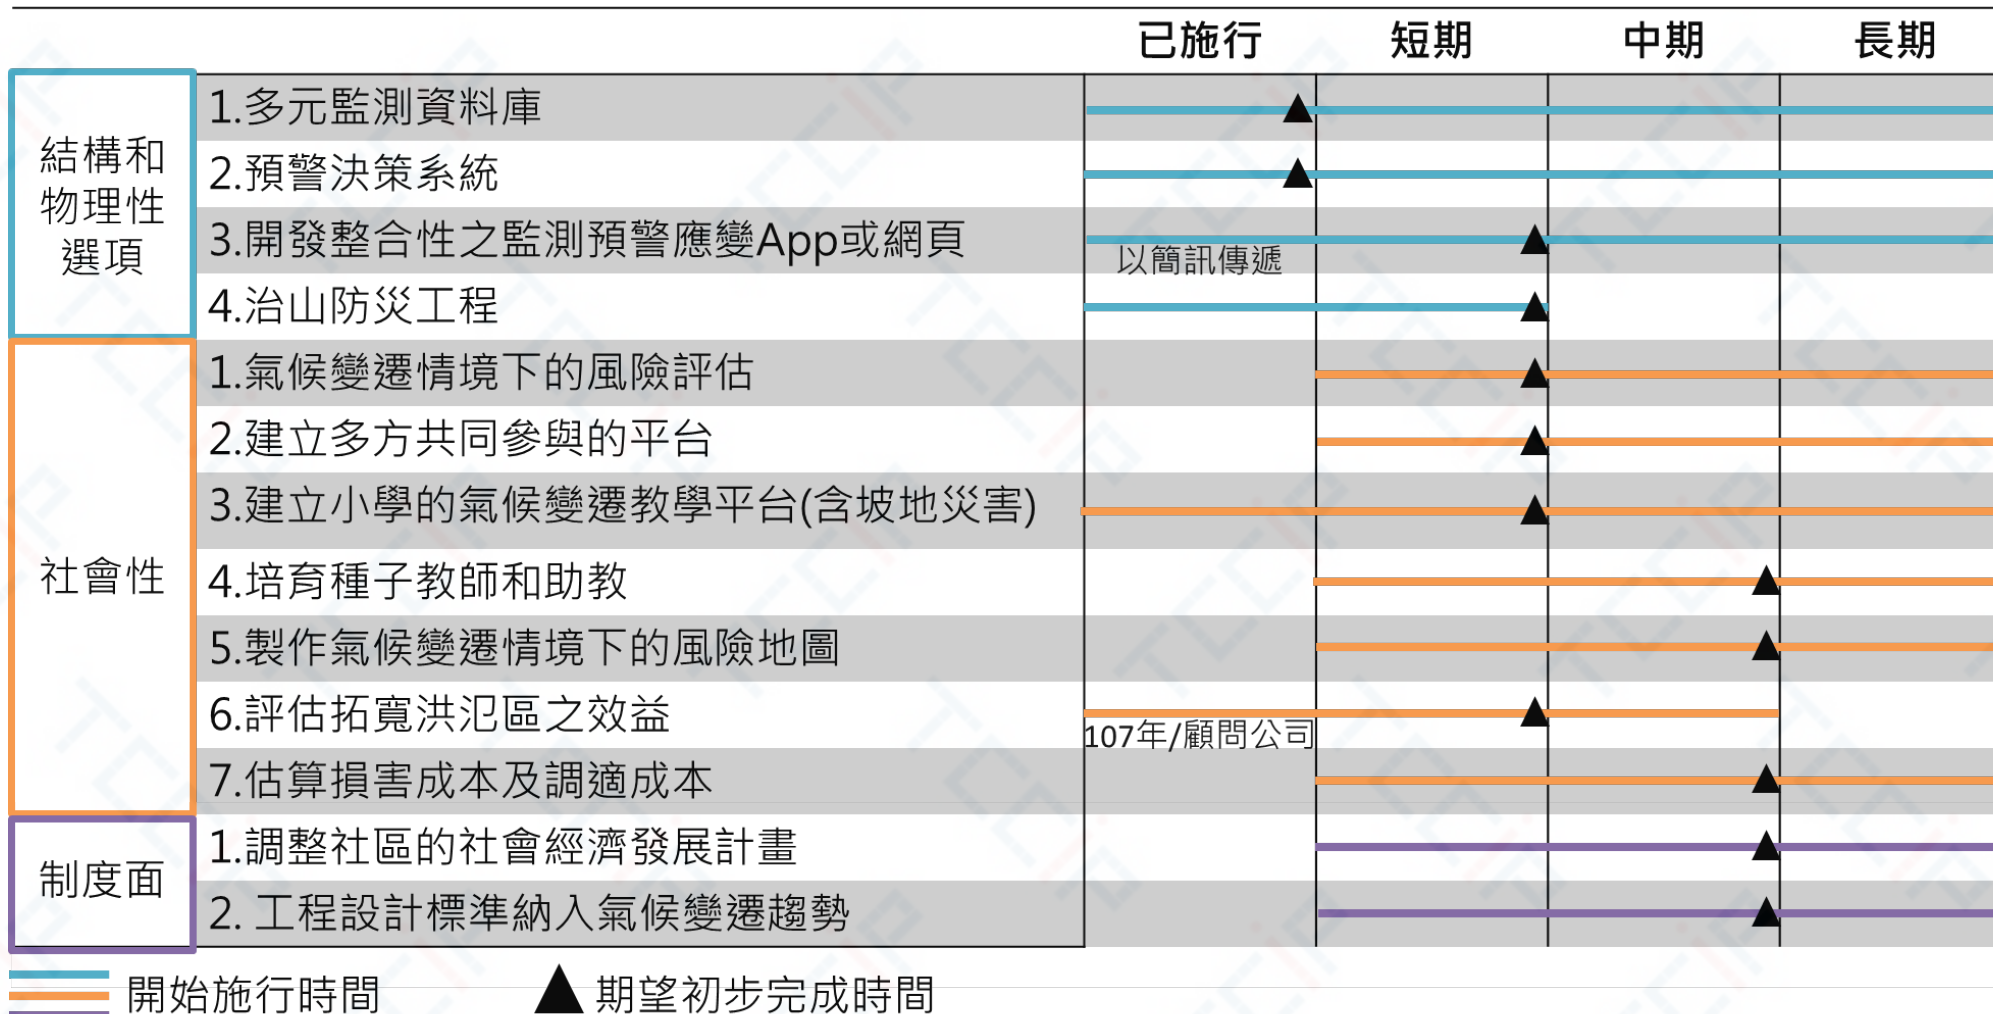 已施行 短期 中期 長期
結構和
物理性
選項
1.多元監測資料庫
2.預警決策系統
3.開發整合性之監測預警應變App或網頁
以簡訊傳遞
4.治山防災工程
社會性
1.氣候變遷情境下的風險評估
2.建立多方共同參與的平台
3.建立小學的氣候變遷教學平台(含坡地災害)
4.培育種子教師和助教
5.製作氣候變遷情境下的風險地圖
6.評估拓寬洪氾區之效益
107年/顧問公司
7.估算損害成本及調適成本
制度面
1.調整社區的社會經濟發展計畫
2. 工程設計標準納入氣候變遷趨勢
開始施行時間 ▲期望初步完成時間
TCCIP